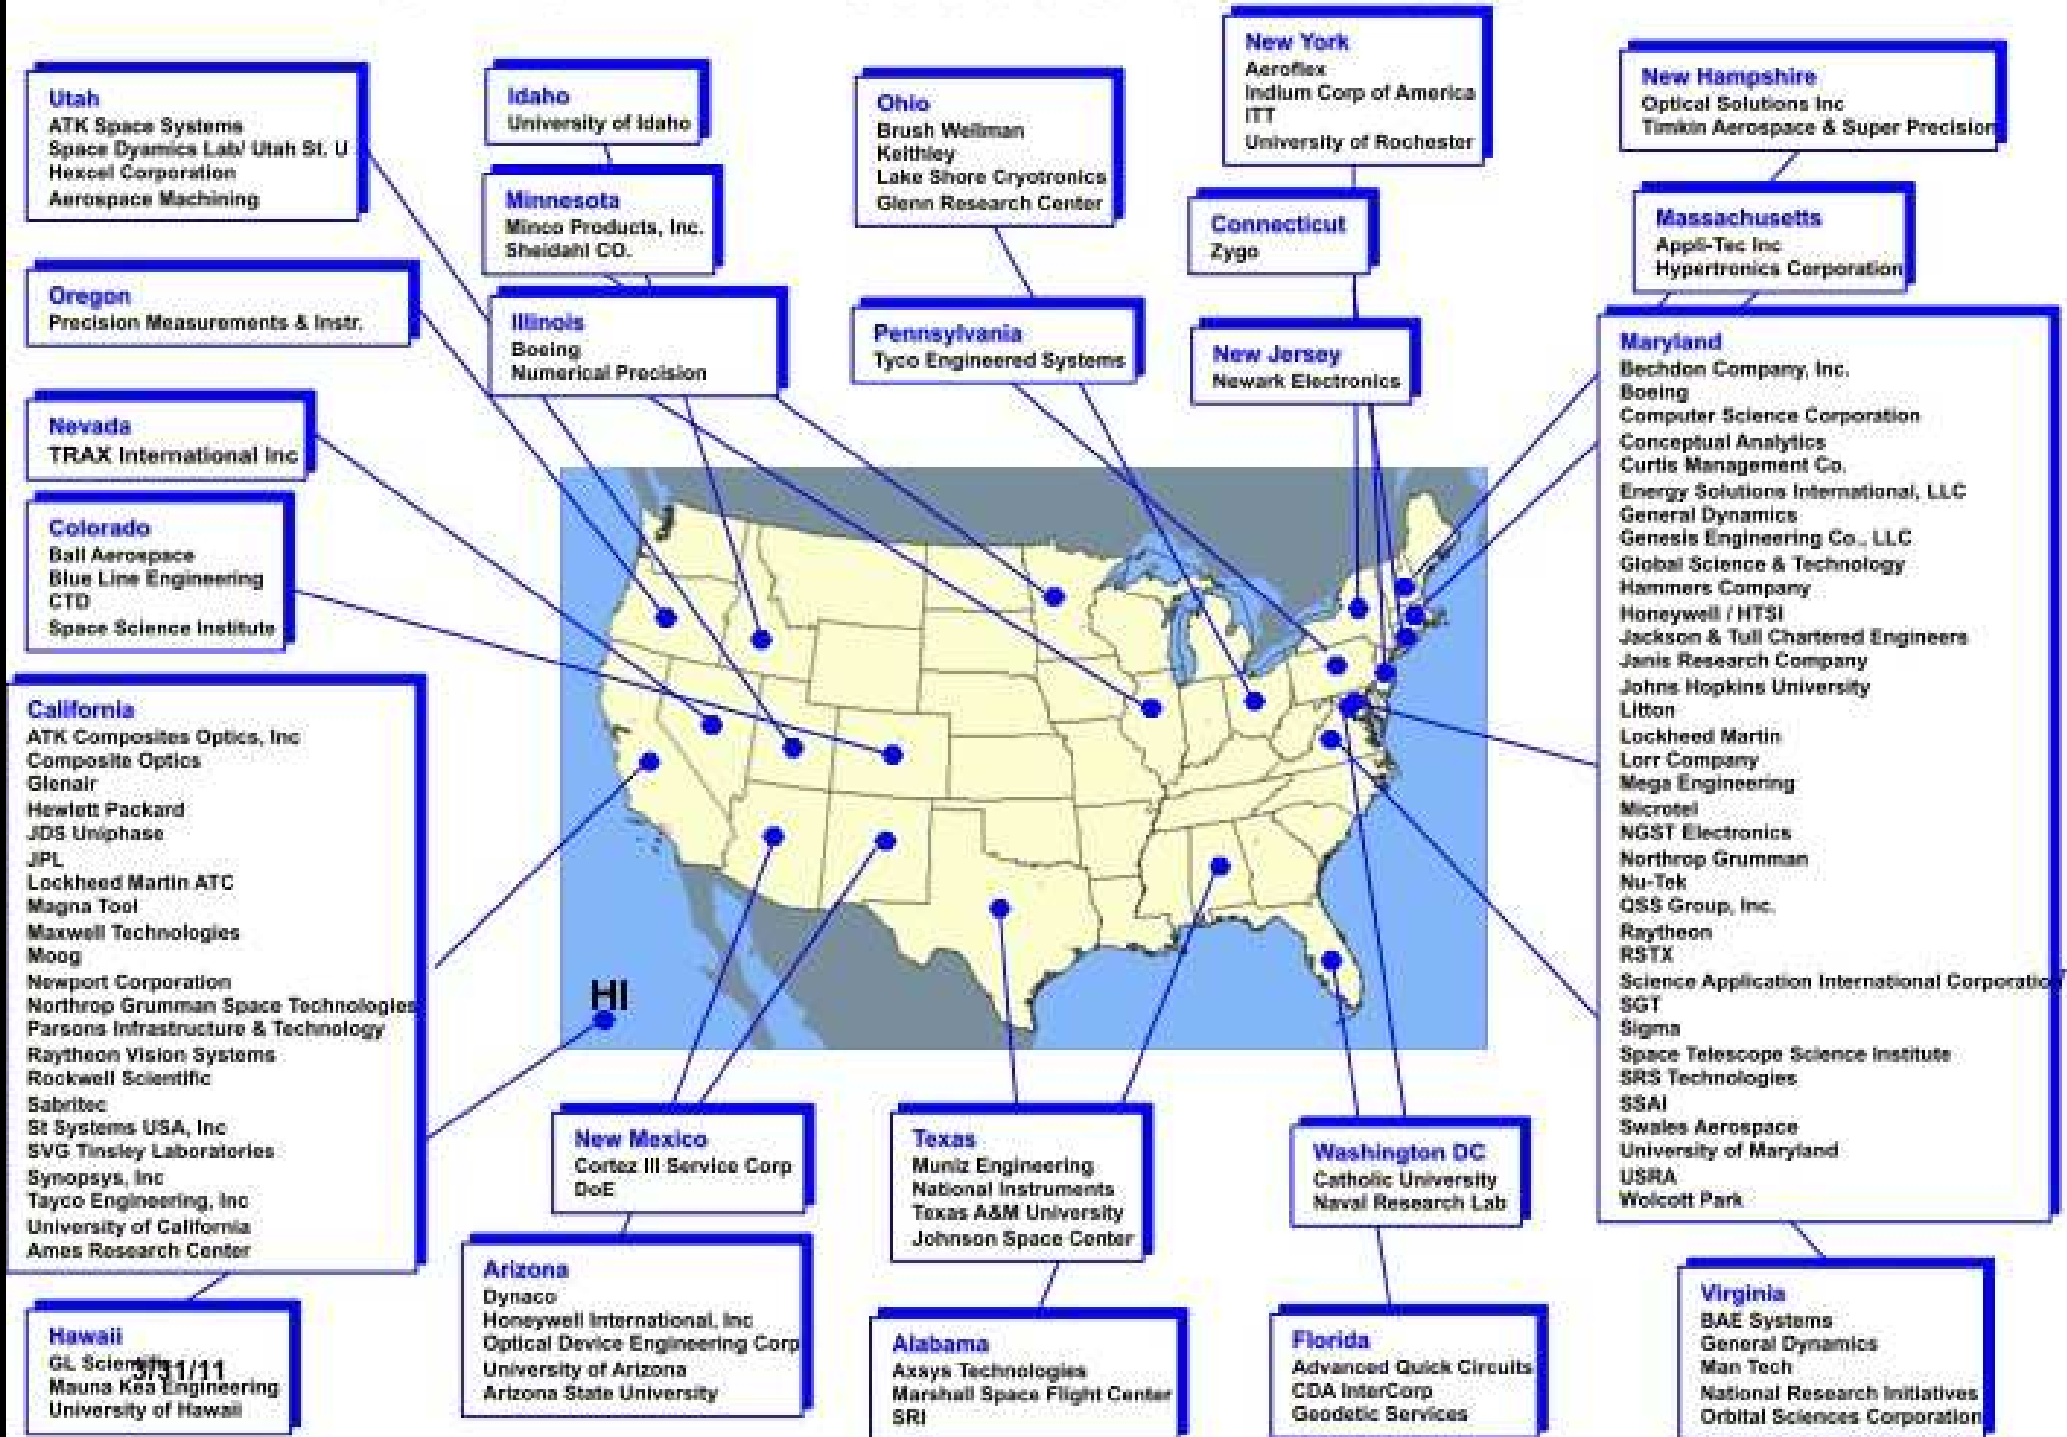 Utah
ATK Space Systems
Space Dyamics Lab/ Utah St. U
Hexcel Corporation
Aerospace Machining
Idaho
University of Idaho
Minnesota
Minco Products, Inc.
Sheldahl CO.
Illinois
Boeing
Numerical Precision
Ohio
Brush Wellman
Keithley
Lake Shore Cryotronics
Glenn Research Center
Pennsylvania
Tyco Engineered Systems
New York
Aeroflex
Indium Corp of America
ITT
University of Rochester
Connecticut
Zygo
New Jersey
Newark Electronics
New Hampshire
Optical Solutions Inc
Timkin Aerospace & Super Precision
Massachusetts
Appli-Tec Inc
Hypertronics Corporation
Oregon
Precision Measurements & Instr.
Nevada
TRAX International Inc
Colorado
Ball Aerospace
Blue Line Engineering
CTD
Space Science Institute
California
ATK Composites Optics, Inc
Composite Optics
Glenair
Hewlett Packard
JDS Uniphase
JPL
Lockheed Martin ATC
Magna Tool
Maxwell Technologies
Moog
Newport Corporation
Northrop Grumman Space Technologies
Parsons Infrastructure & Technology
Raytheon Vision Systems
Rockwell Scientific
Sabritec
St Systems USA, Inc
SVG Tinsley Laboratories
Synopsys, Inc
Tayco Engineering, Inc
University of California
Ames Research Center
HI
Maryland
Bechdon Company, Inc.
Boeing
Computer Science Corporation
Conceptual Analytics
Curtis Management Co.
Energy Solutions International, LLC
General Dynamics
Genesis Engineering Co., LLC
Global Science & Technology
Hammers Company
Honeywell / HTSI
Jackson & Tull Chartered Engineers
Janis Research Company
Johns Hopkins University
Litton
Lockheed Martin
Lorr Company
Mega Engineering
Microtel
NGST Electronics
Northrop Grumman
Nu-Tek
QSS Group, Inc.
Raytheon
RSTX
Science Application International Corporation
SGT
Sigma
Space Telescope Science Institute
SRS Technologies
SSAI
Swales Aerospace
University of Maryland
USRA
Wolcott Park
Hawaii
GL Scientific
3/31/11
Mauna Kea Engineering
University of Hawaii
New Mexico
Cortez III Service Corp
DoE
Arizona
Dynaco
Honeywell International, Inc
Optical Device Engineering Corp
University of Arizona
Arizona State University
Texas
Muniz Engineering
National Instruments
Texas A&M University
Johnson Space Center
Alabama
Axsys Technologies
Marshall Space Flight Center
SRI
Washington DC
Catholic University
Naval Research Lab
Florida
Advanced Quick Circuits
CDA InterCorp
Geodetic Services
Virginia
BAE Systems
General Dynamics
Man Tech
National Research Initiatives
Orbital Sciences Corporation